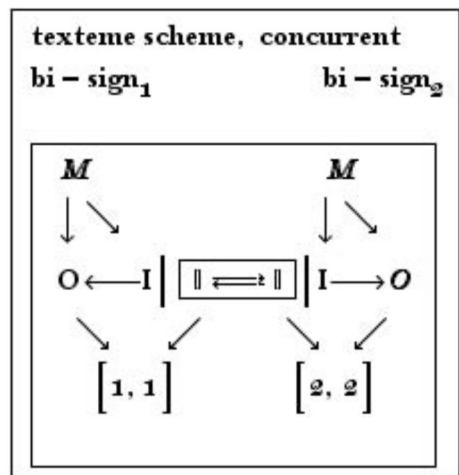 texteme scheme, concurrent
bi – sign₁ bi – sign₂
M M
O ← I | 𝕀 ⇌ 𝕀 | I → O
[1, 1] [2, 2]